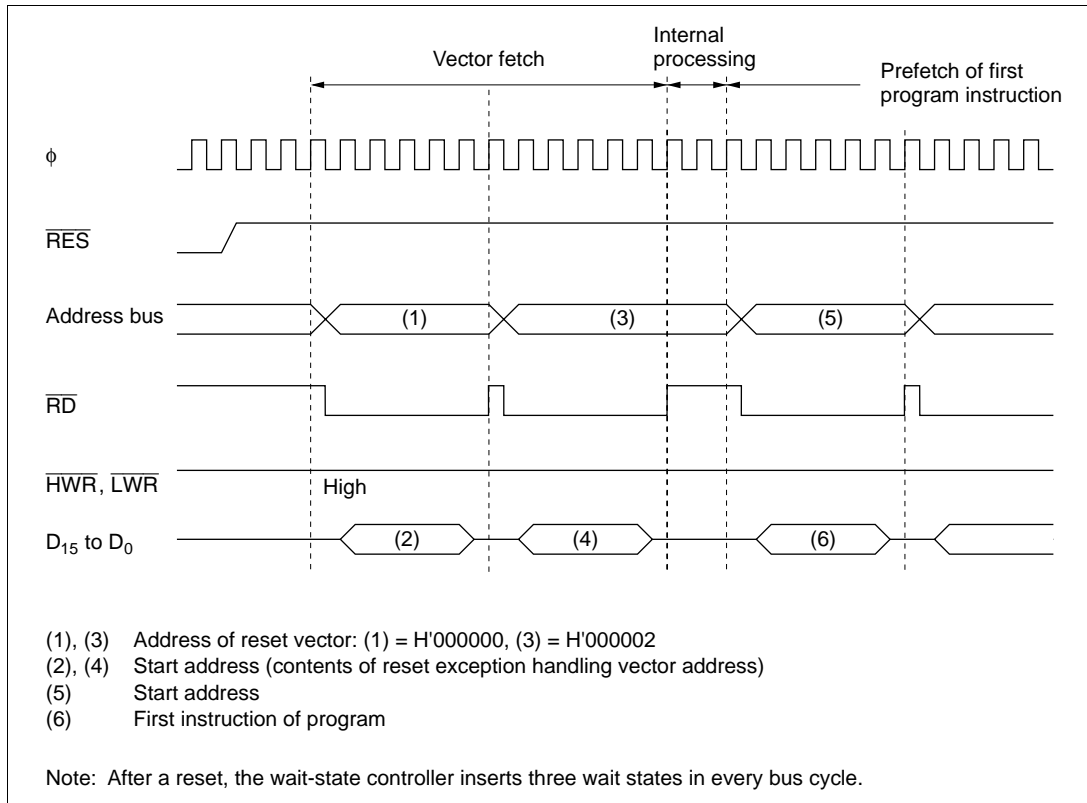 Vector fetch
Internal
processing
Prefetch of first
program instruction
ϕ
RES
Address bus
(1)
(3)
(5)
RD
HWR, LWR
High
D15 to D0
(2)
(4)
(6)
(1), (3) Address of reset vector: (1) = H'000000, (3) = H'000002
(2), (4) Start address (contents of reset exception handling vector address)
(5) Start address
(6) First instruction of program
Note: After a reset, the wait-state controller inserts three wait states in every bus cycle.